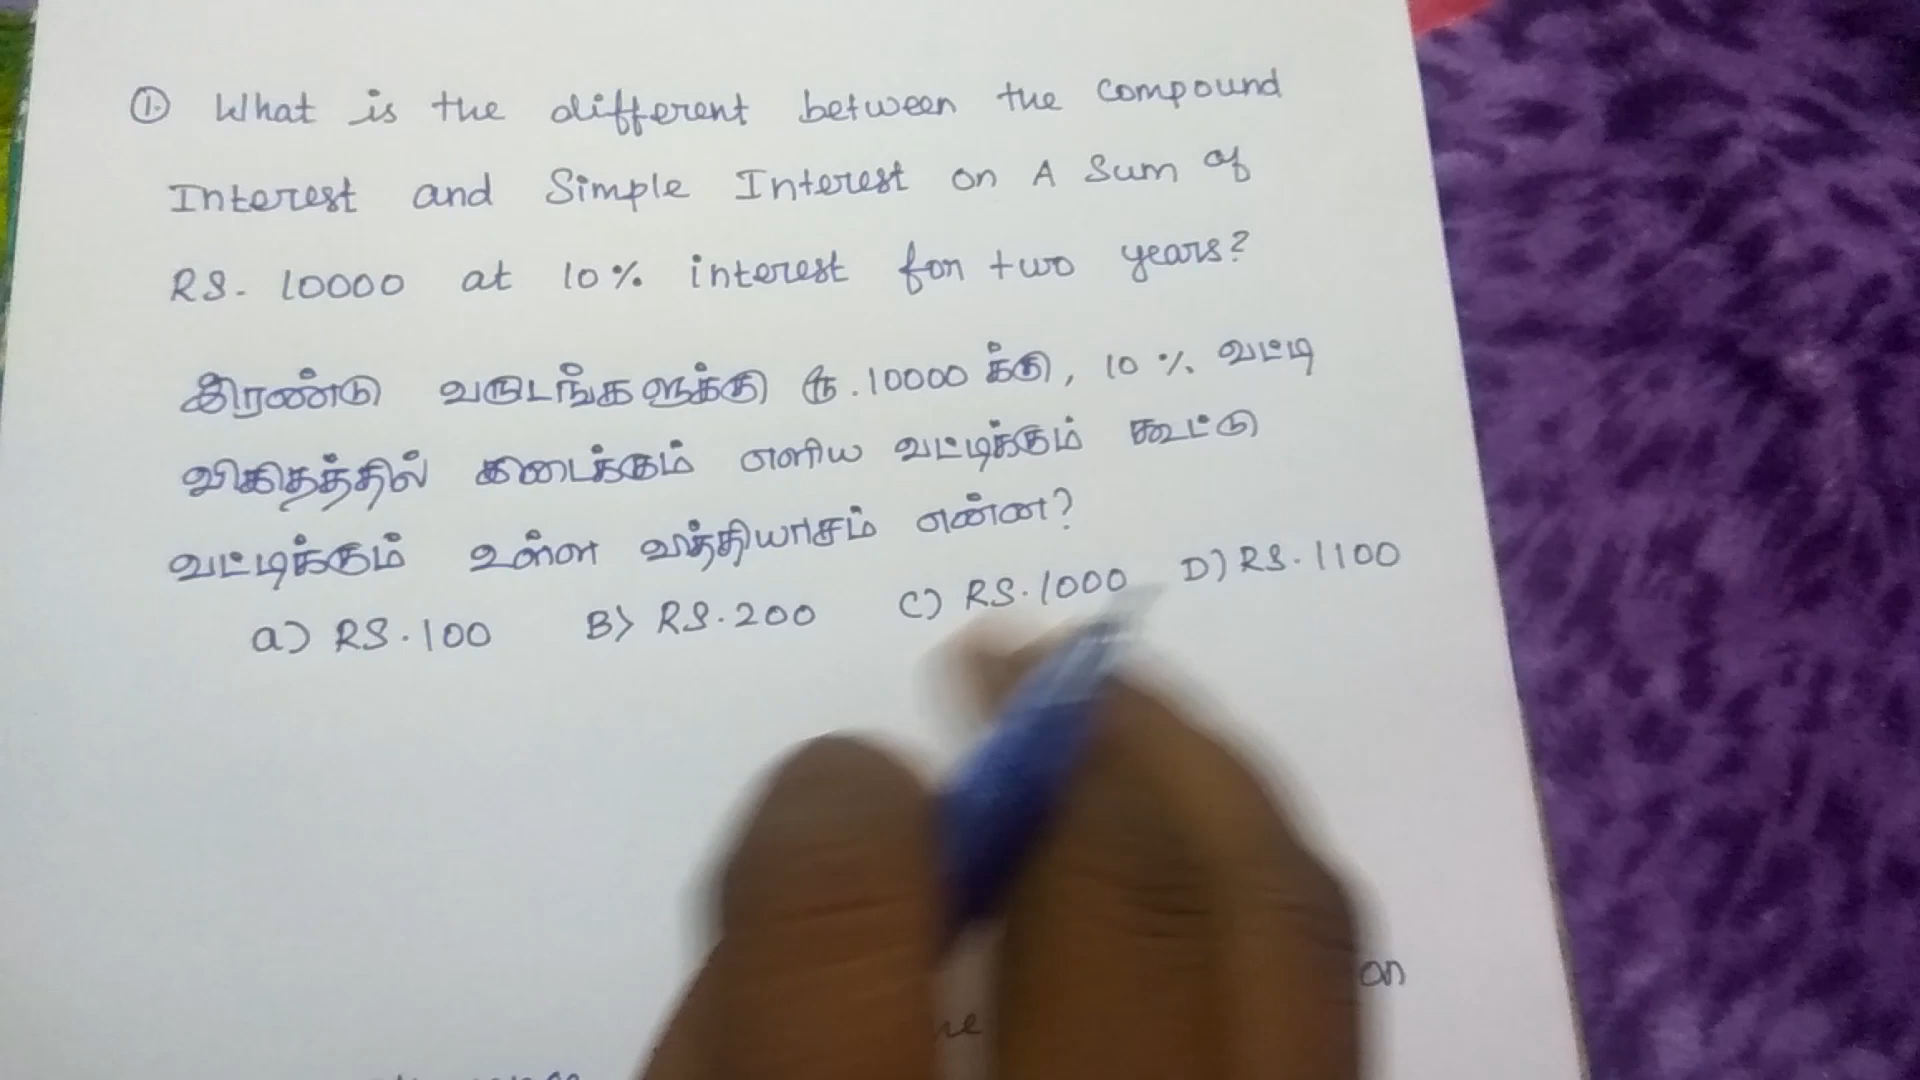 ① What is the different between the compound
Interest and Simple Interest on A Sum of
RS. 10000 at 10% interest for two years?
இரண்டு வருடங்களுக்கு ரூ.10000 க்கு, 10 % வட்டி
விகிதத்தில் கிடைக்கும் எளிய வட்டிக்கும் கூட்டு
வட்டிக்கும் உள்ள வித்தியாசம் என்ன?
a) RS.100 B) RS.200 C) RS.1000 D) RS.1100
on